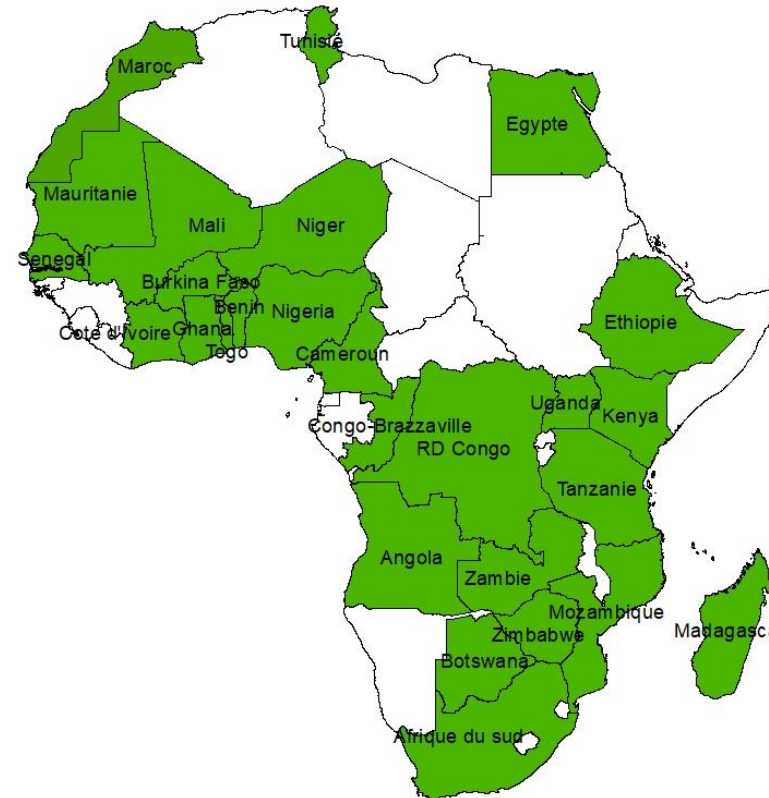 Tunisie
Maroc
Egypte
Mauritanie
Mali
Niger
Senegal
Burkina Faso
Benin
Nigeria
Ethiopie
Cote d'Ivoire
Ghana
Togo
Cameroun
Uganda
Kenya
Congo-Brazzaville
RD Congo
Tanzanie
Angola
Zambie
Mozambique
Zimbabwe
Madagasca
Botswana
Afrique du sud